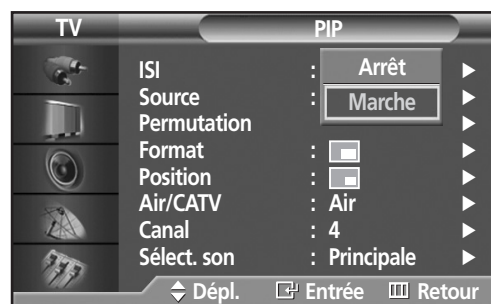 TV PIP
ISI : Arrêt
Source : Marche
Permutation
Format :
Position :
Air/CATV : Air
Canal : 4
Sélect. son : Principale
Dépl. Entrée Retour